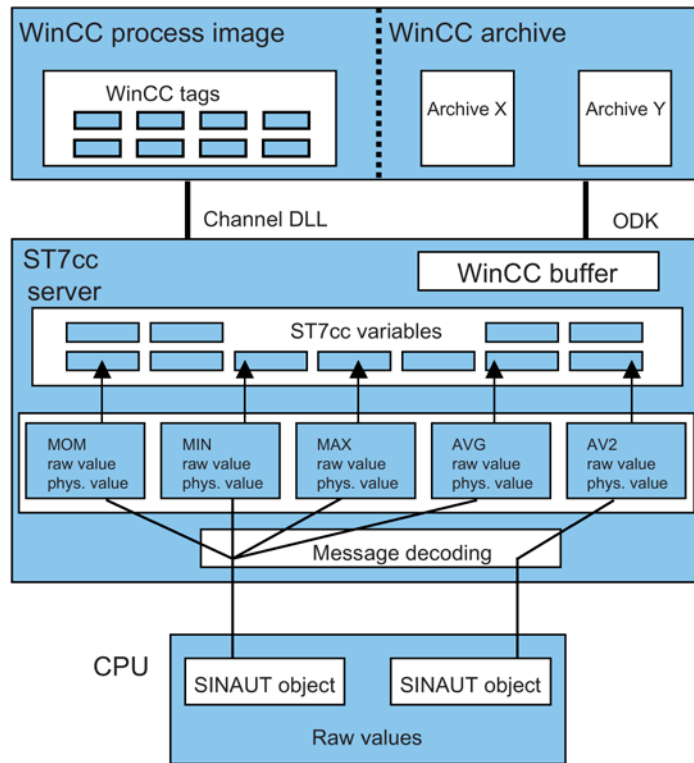 WinCC process image
WinCC archive
WinCC tags
Archive X
Archive Y
Channel DLL
ODK
ST7cc
server
WinCC buffer
ST7cc variables
MOM
raw value
phys. value
MIN
raw value
phys. value
MAX
raw value
phys. value
AVG
raw value
phys. value
AV2
raw value
phys. value
Message decoding
CPU
SINAUT object
SINAUT object
Raw values